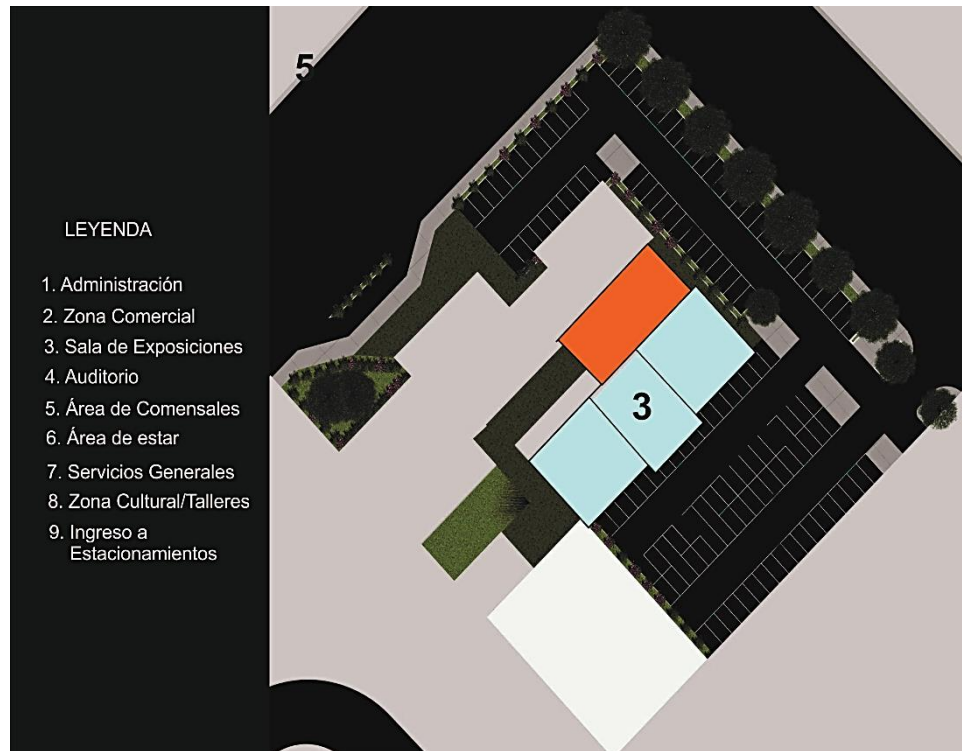 5
LEYENDA
1. Administración
2. Zona Comercial
3. Sala de Exposiciones
4. Auditorio
5. Área de Comensales
6. Área de estar
7. Servicios Generales
8. Zona Cultural/Talleres
9. Ingreso a
Estacionamientos
3